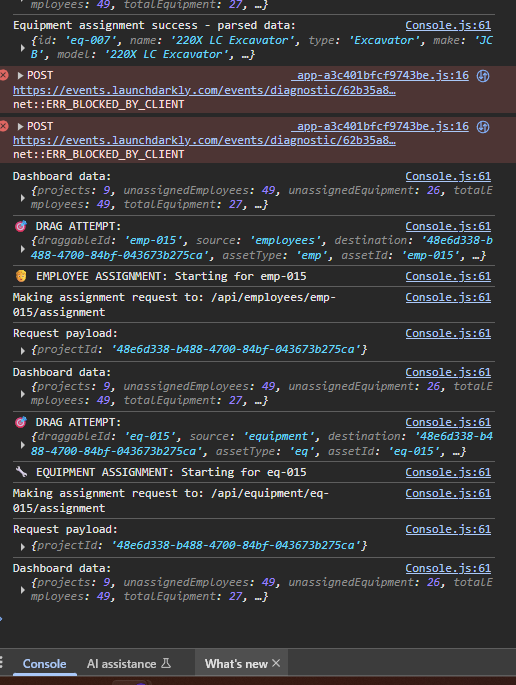 mployees: 49, totalEquipment: 27, …}
Equipment assignment success - parsed data: Console.js:61
{id: 'eq-007', name: '220X LC Excavator', type: 'Excavator', make: 'JC
B', model: '220X LC Excavator', …}
POST _app-a3c401bfcf9743be.js:16
https://events.launchdarkly.com/events/diagnostic/62b35a8…
net::ERR_BLOCKED_BY_CLIENT
POST _app-a3c401bfcf9743be.js:16
https://events.launchdarkly.com/events/diagnostic/62b35a8…
net::ERR_BLOCKED_BY_CLIENT
Dashboard data: Console.js:61
{projects: 9, unassignedEmployees: 49, unassignedEquipment: 26, totalE
mployees: 49, totalEquipment: 27, …}
🎯 DRAG ATTEMPT: Console.js:61
{draggableId: 'emp-015', source: 'employees', destination: '48e6d338-b
488-4700-84bf-043673b275ca', assetType: 'emp', assetId: 'emp-015', …}
EMPLOYEE ASSIGNMENT: Starting for emp-015 Console.js:61
Making assignment request to: /api/employees/emp- Console.js:61
015/assignment
Request payload: Console.js:61
{projectId: '48e6d338-b488-4700-84bf-043673b275ca'}
Dashboard data: Console.js:61
{projects: 9, unassignedEmployees: 49, unassignedEquipment: 26, totalE
mployees: 49, totalEquipment: 27, …}
🎯 DRAG ATTEMPT: Console.js:61
{draggableId: 'eq-015', source: 'equipment', destination: '48e6d338-b4
88-4700-84bf-043673b275ca', assetType: 'eq', assetId: 'eq-015', …}
🔧 EQUIPMENT ASSIGNMENT: Starting for eq-015 Console.js:61
Making assignment request to: /api/equipment/eq- Console.js:61
015/assignment
Request payload: Console.js:61
{projectId: '48e6d338-b488-4700-84bf-043673b275ca'}
Dashboard data: Console.js:61
{projects: 9, unassignedEmployees: 49, unassignedEquipment: 26, totalE
mployees: 49, totalEquipment: 27, …}
Console AI assistance What's new